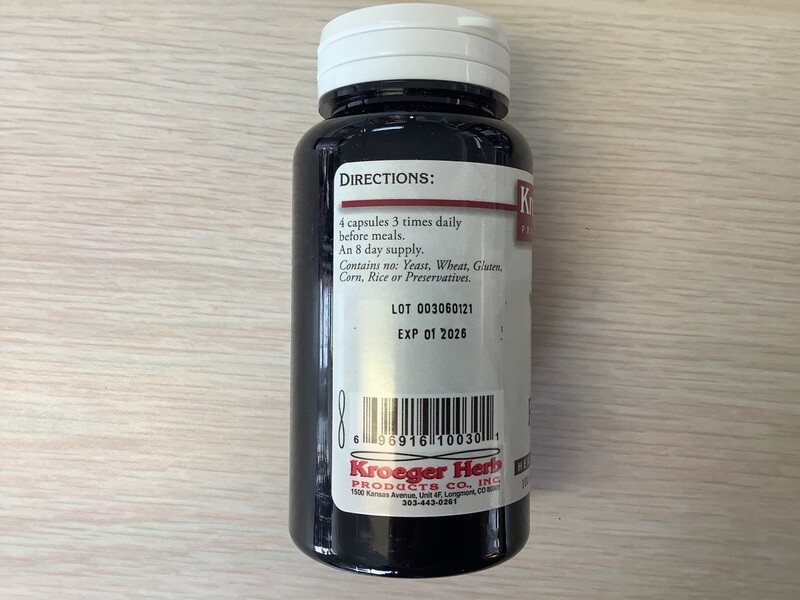 DIRECTIONS:
4 capsules 3 times daily
before meals.
An 8 day supply.
Contains no: Yeast, Wheat, Gluten,
Corn, Rice or Preservatives.
LOT 003060121
EXP 01 2026
6 96916 10030 1
Kroeger Herb
PRODUCTS CO., INC.
1500 Kansas Avenue, Unit 4F, Longmont, CO 80501
303-443-0261